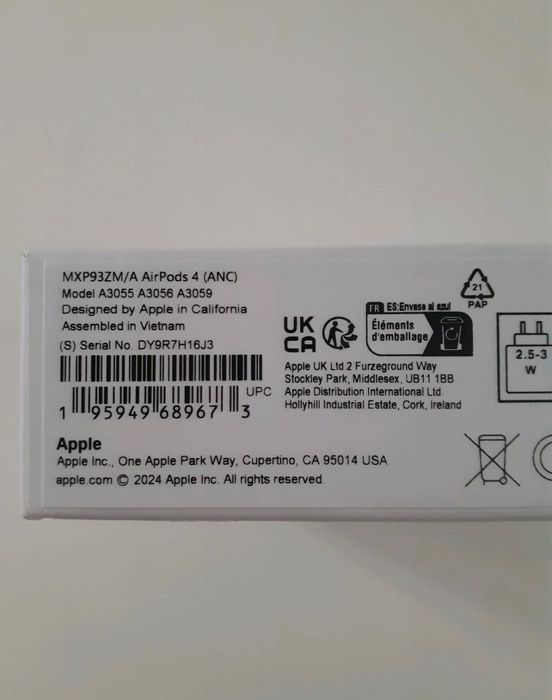 MXP93ZM/A AirPods 4 (ANC)
Model A3055 A3056 A3059
Designed by Apple in California
Assembled in Vietnam
(S) Serial No. DY9R7H16J3
UPC
1 95949 68967 3
21
PAP
FR ES:Envase al azul
Éléments
d'emballage
UK
CA
Apple UK Ltd 2 Furzeground Way
Stockley Park, Middlesex, UB11 1BB
Apple Distribution International Ltd.
Hollyhill Industrial Estate, Cork, Ireland
2.5-3
W
Apple
Apple Inc., One Apple Park Way, Cupertino, CA 95014 USA
apple.com © 2024 Apple Inc. All rights reserved.